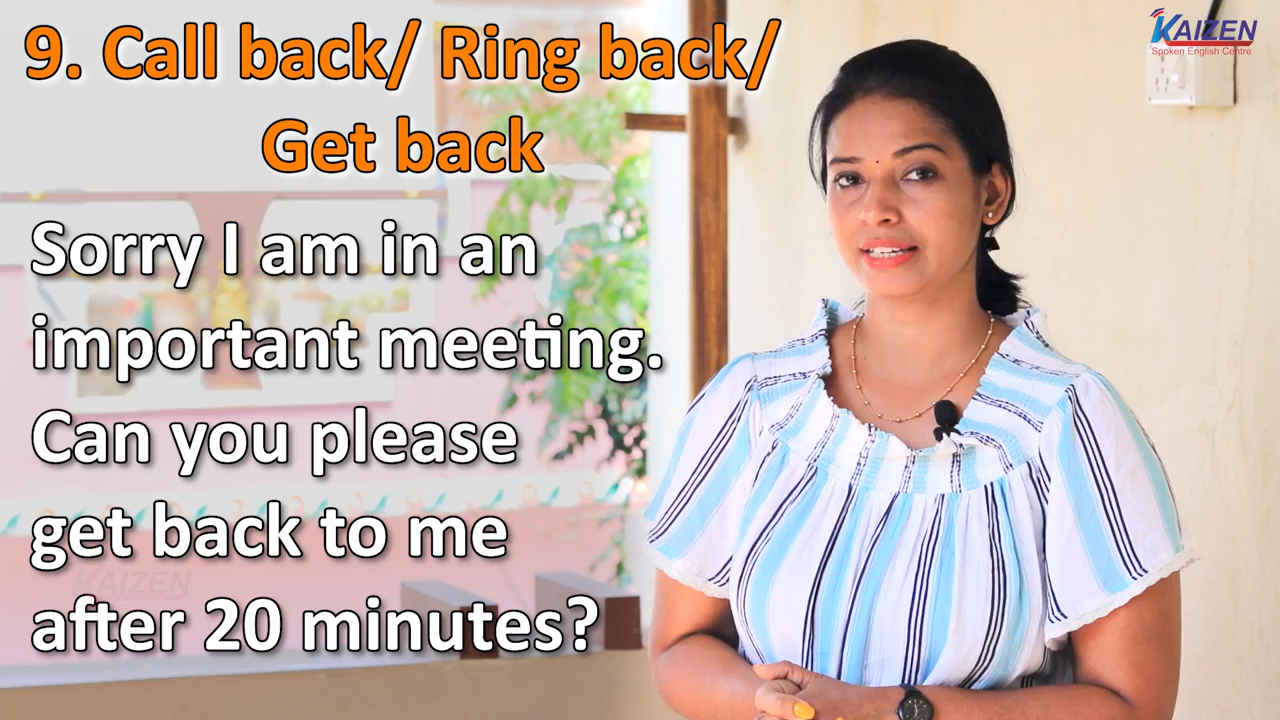 9. Call back/ Ring back/
Get back
KAIZEN
Spoken English Centre
Sorry I am in an
important meeting.
Can you please
get back to me
after 20 minutes?
KAIZEN